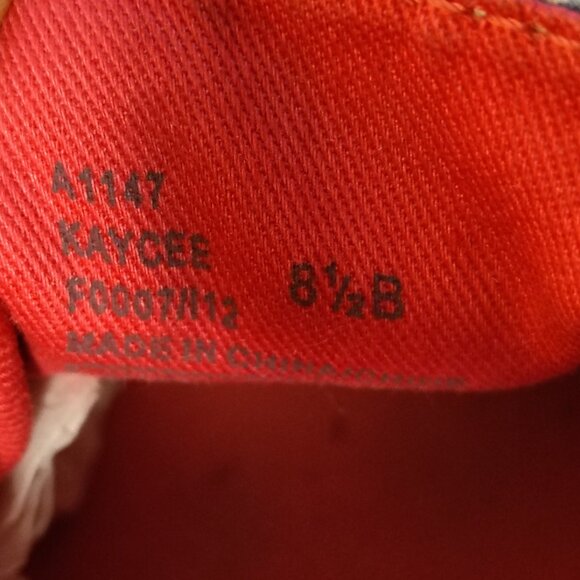 A1147
KAYCEE
F0007/I12 8½B
MADE IN CHINA